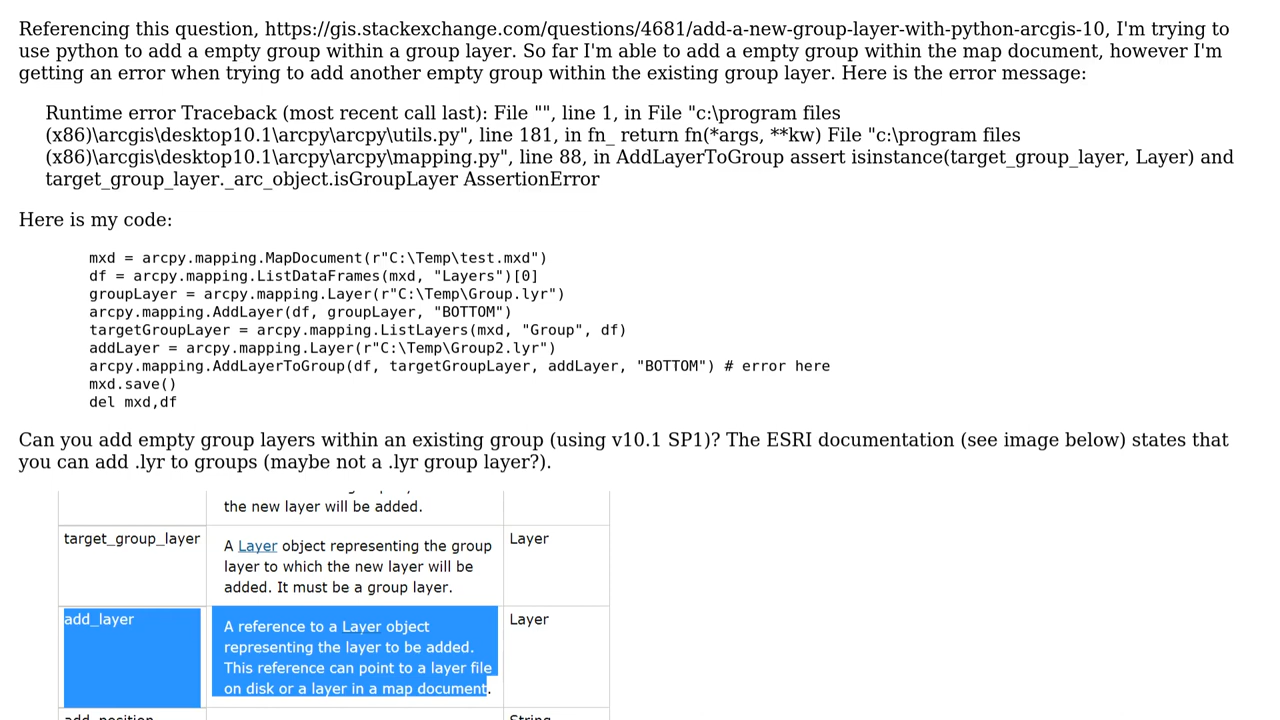 Referencing this question, https://gis.stackexchange.com/questions/4681/add-a-new-group-layer-with-python-arcgis-10, I'm trying to
use python to add a empty group within a group layer. So far I'm able to add a empty group within the map document, however I'm
getting an error when trying to add another empty group within the existing group layer. Here is the error message:
Runtime error Traceback (most recent call last): File "", line 1, in File "c:\program files
(x86)\arcgis\desktop10.1\arcpy\arcpy\utils.py", line 181, in fn_ return fn(*args, **kw) File "c:\program files
(x86)\arcgis\desktop10.1\arcpy\arcpy\mapping.py", line 88, in AddLayerToGroup assert isinstance(target_group_layer, Layer) and
target_group_layer._arc_object.isGroupLayer AssertionError
Here is my code:
mxd = arcpy.mapping.MapDocument(r"C:\Temp\test.mxd")
df = arcpy.mapping.ListDataFrames(mxd, "Layers")[0]
groupLayer = arcpy.mapping.Layer(r"C:\Temp\Group.lyr")
arcpy.mapping.AddLayer(df, groupLayer, "BOTTOM")
targetGroupLayer = arcpy.mapping.ListLayers(mxd, "Group", df)
addLayer = arcpy.mapping.Layer(r"C:\Temp\Group2.lyr")
arcpy.mapping.AddLayerToGroup(df, targetGroupLayer, addLayer, "BOTTOM") # error here
mxd.save()
del mxd,df
Can you add empty group layers within an existing group (using v10.1 SP1)? The ESRI documentation (see image below) states that
you can add .lyr to groups (maybe not a .lyr group layer?).
the new layer will be added.
target_group_layer
A Layer object representing the group
layer to which the new layer will be
added. It must be a group layer.
Layer
add_layer
A reference to a Layer object
representing the layer to be added.
This reference can point to a layer file
on disk or a layer in a map document.
Layer
add_position
String